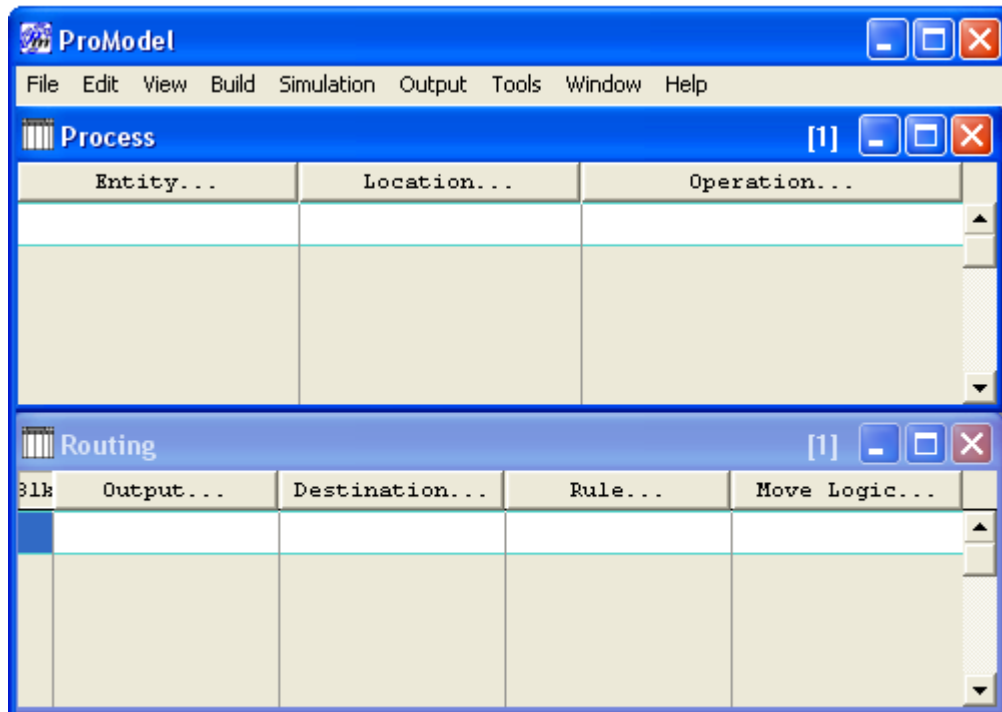 ProModel
File Edit View Build Simulation Output Tools Window Help
Process [1]
Entity... Location... Operation...
Routing [1]
Blk Output... Destination... Rule... Move Logic...